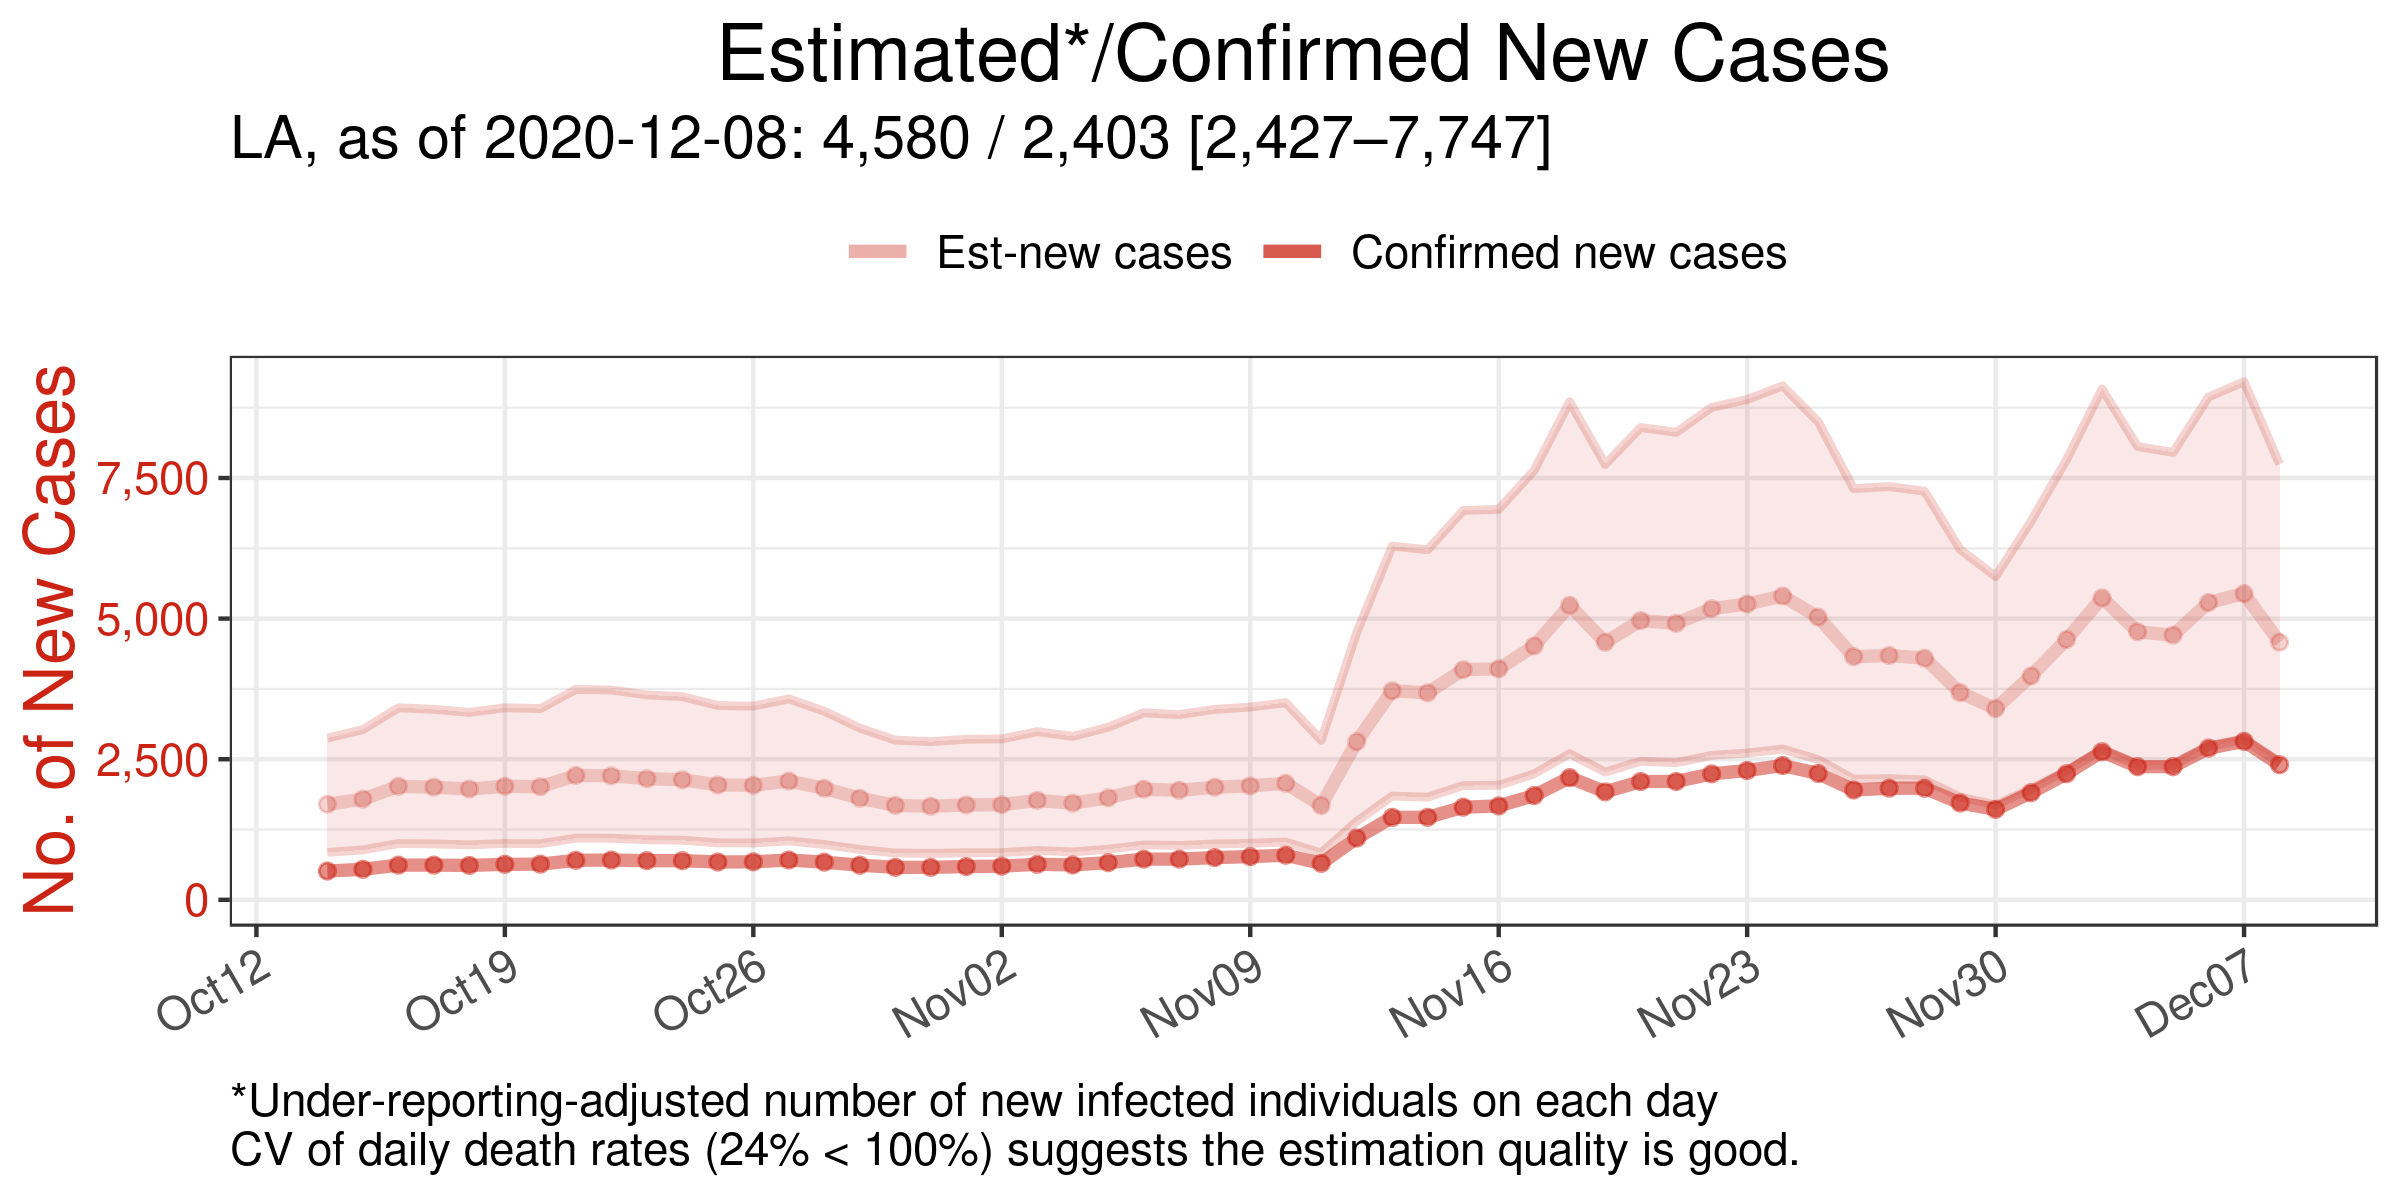 Estimated*/Confirmed New Cases
LA, as of 2020-12-08: 4,580 / 2,403 [2,427–7,747]
Est-new cases Confirmed new cases
No. of New Cases
7,500
5,000
2,500
0
Oct12 Oct19 Oct26 Nov02 Nov09 Nov16 Nov23 Nov30 Dec07
*Under-reporting-adjusted number of new infected individuals on each day
CV of daily death rates (24% < 100%) suggests the estimation quality is good.